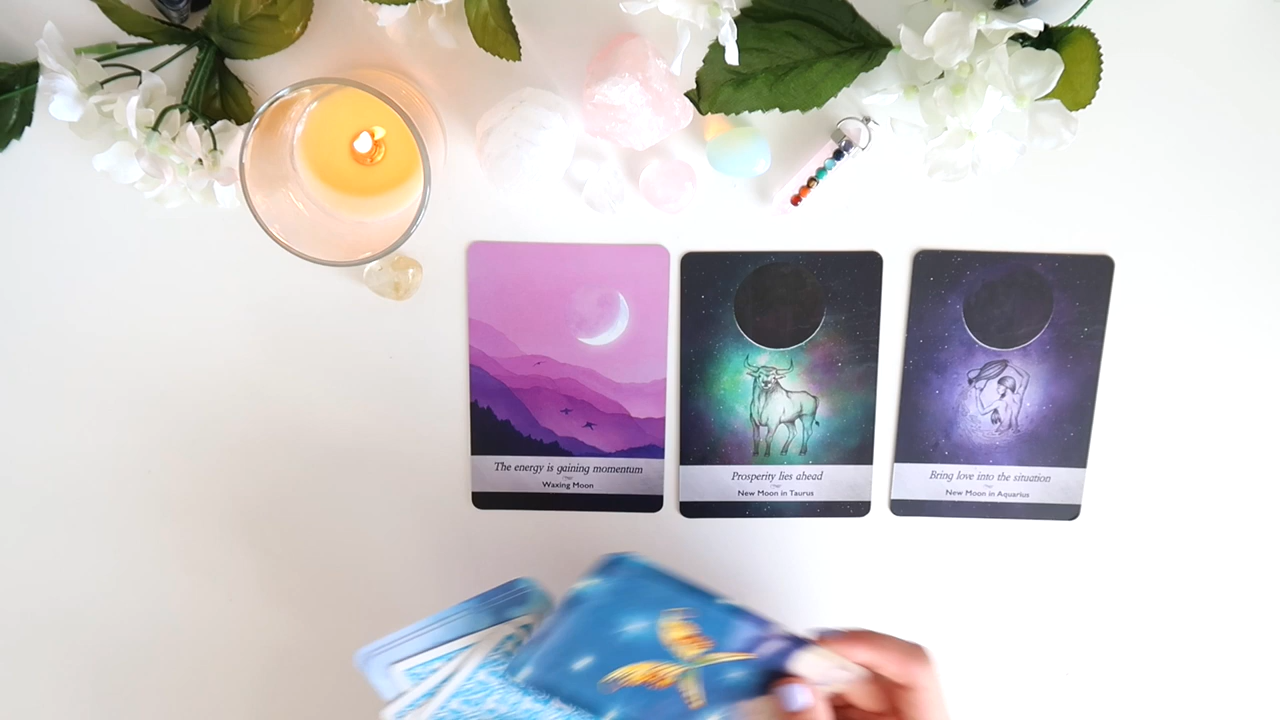 The energy is gaining momentum
Waxing Moon
Prosperity lies ahead
New Moon in Taurus
Bring love into the situation
New Moon in Aquarius